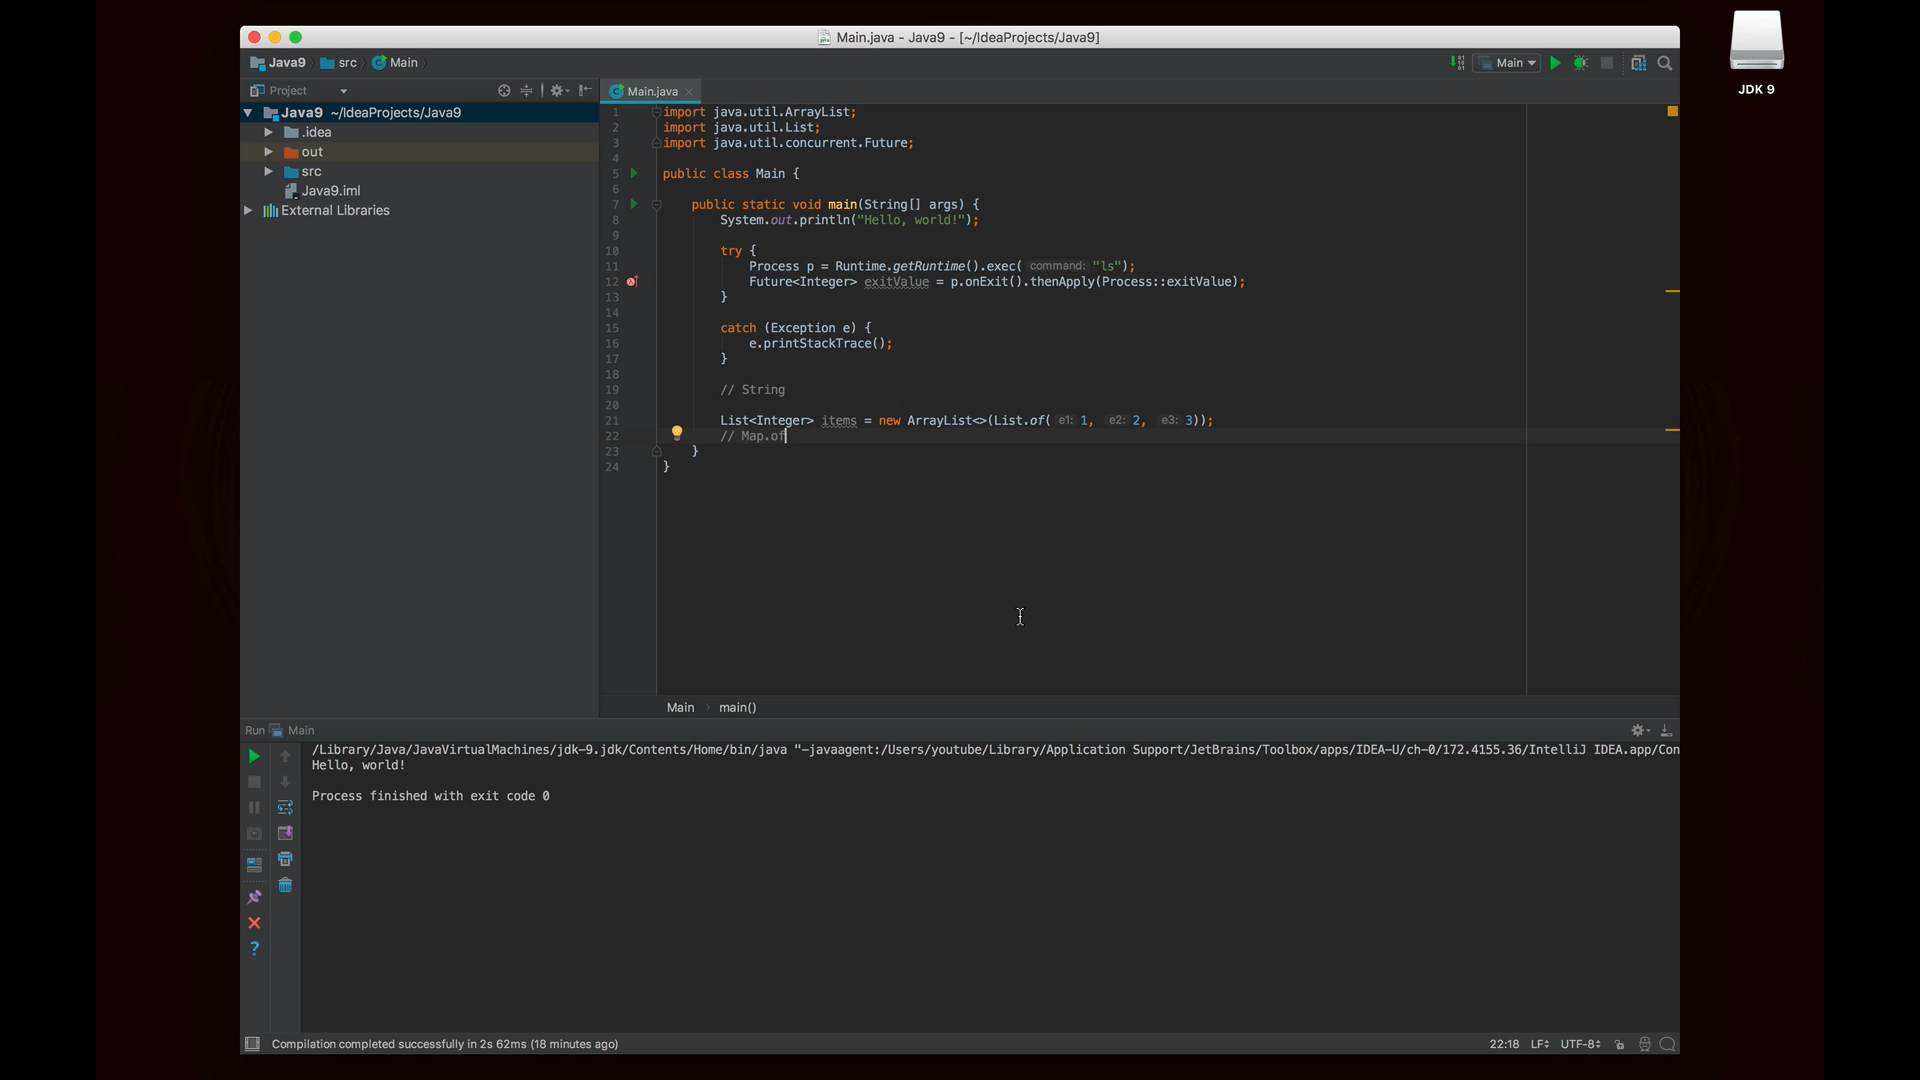 Main.java - Java9 - [~/IdeaProjects/Java9]
JDK 9
Java9 src Main
Main
Project
Main.java
Java9 ~/IdeaProjects/Java9
.idea
out
src
Java9.iml
External Libraries
1 import java.util.ArrayList;
2 import java.util.List;
3 import java.util.concurrent.Future;
4
5 public class Main {
6
7 public static void main(String[] args) {
8 System.out.println("Hello, world!");
9
10 try {
11 Process p = Runtime.getRuntime().exec( command: "ls");
12 Future<Integer> exitValue = p.onExit().thenApply(Process::exitValue);
13 }
14
15 catch (Exception e) {
16 e.printStackTrace();
17 }
18
19 // String
20
21 List<Integer> items = new ArrayList<>(List.of( e1: 1, e2: 2, e3: 3));
22 // Map.of
23 }
24 }
Main main()
Run Main
/Library/Java/JavaVirtualMachines/jdk-9.jdk/Contents/Home/bin/java "-javaagent:/Users/youtube/Library/Application Support/JetBrains/Toolbox/apps/IDEA-U/ch-0/172.4155.36/IntelliJ IDEA.app/Con
Hello, world!
Process finished with exit code 0
Compilation completed successfully in 2s 62ms (18 minutes ago)
22:18 LF UTF-8